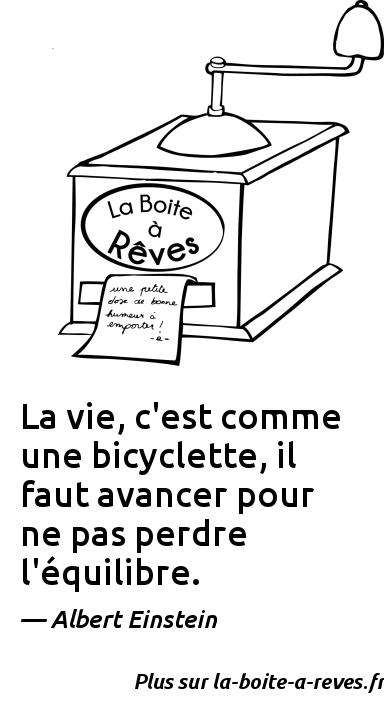 La Boite
à
Rêves
une petite
dose de bonne
humeur à
emporter !
La vie, c'est comme
une bicyclette, il
faut avancer pour
ne pas perdre
l'équilibre.
— Albert Einstein
Plus sur la-boite-a-reves.fr